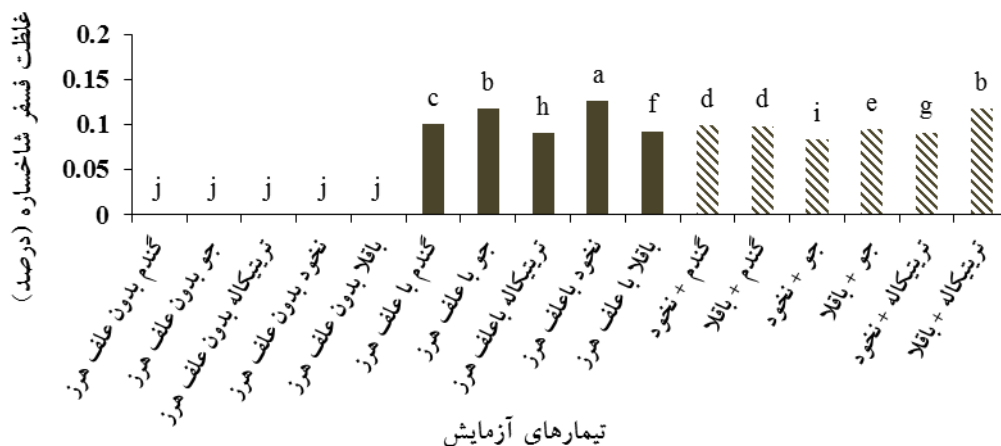 غلظت فسفر شاخساره (درصد)
0.2
0.15
0.1
0.05
0
j
j
j
j
j
c
b
h
a
f
d
d
i
e
g
b
گندم بدون علف هرز
جو بدون علف هرز
تریتیکاله بدون علف هرز
نخود بدون علف هرز
باقلا بدون علف هرز
گندم با علف هرز
جو با علف هرز
تریتیکاله باعلف هرز
نخود باعلف هرز
باقلا با علف هرز
گندم + نخود
گندم + باقلا
جو + نخود
جو + باقلا
تریتیکاله + نخود
تریتیکاله + باقلا
تیمارهای آزمایش